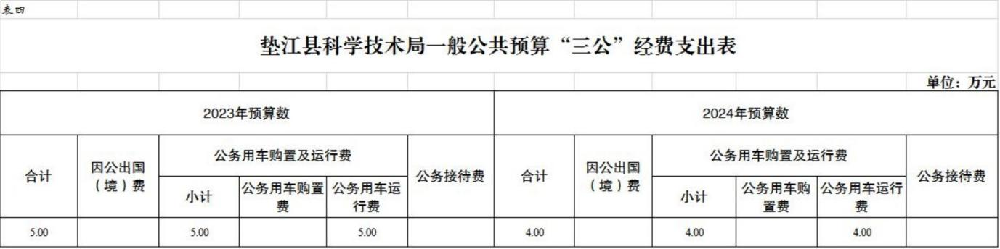 表四
垫江县科学技术局一般公共预算“三公”经费支出表
单位：万元
2023年预算数 2024年预算数
合计 因公出国（境）费 公务用车购置及运行费 公务接待费 合计 因公出国（境）费 公务用车购置及运行费 公务接待费
小计 公务用车购置费 公务用车运行费 小计 公务用车购置费 公务用车运行费
5.00 5.00 5.00 4.00 4.00 4.00